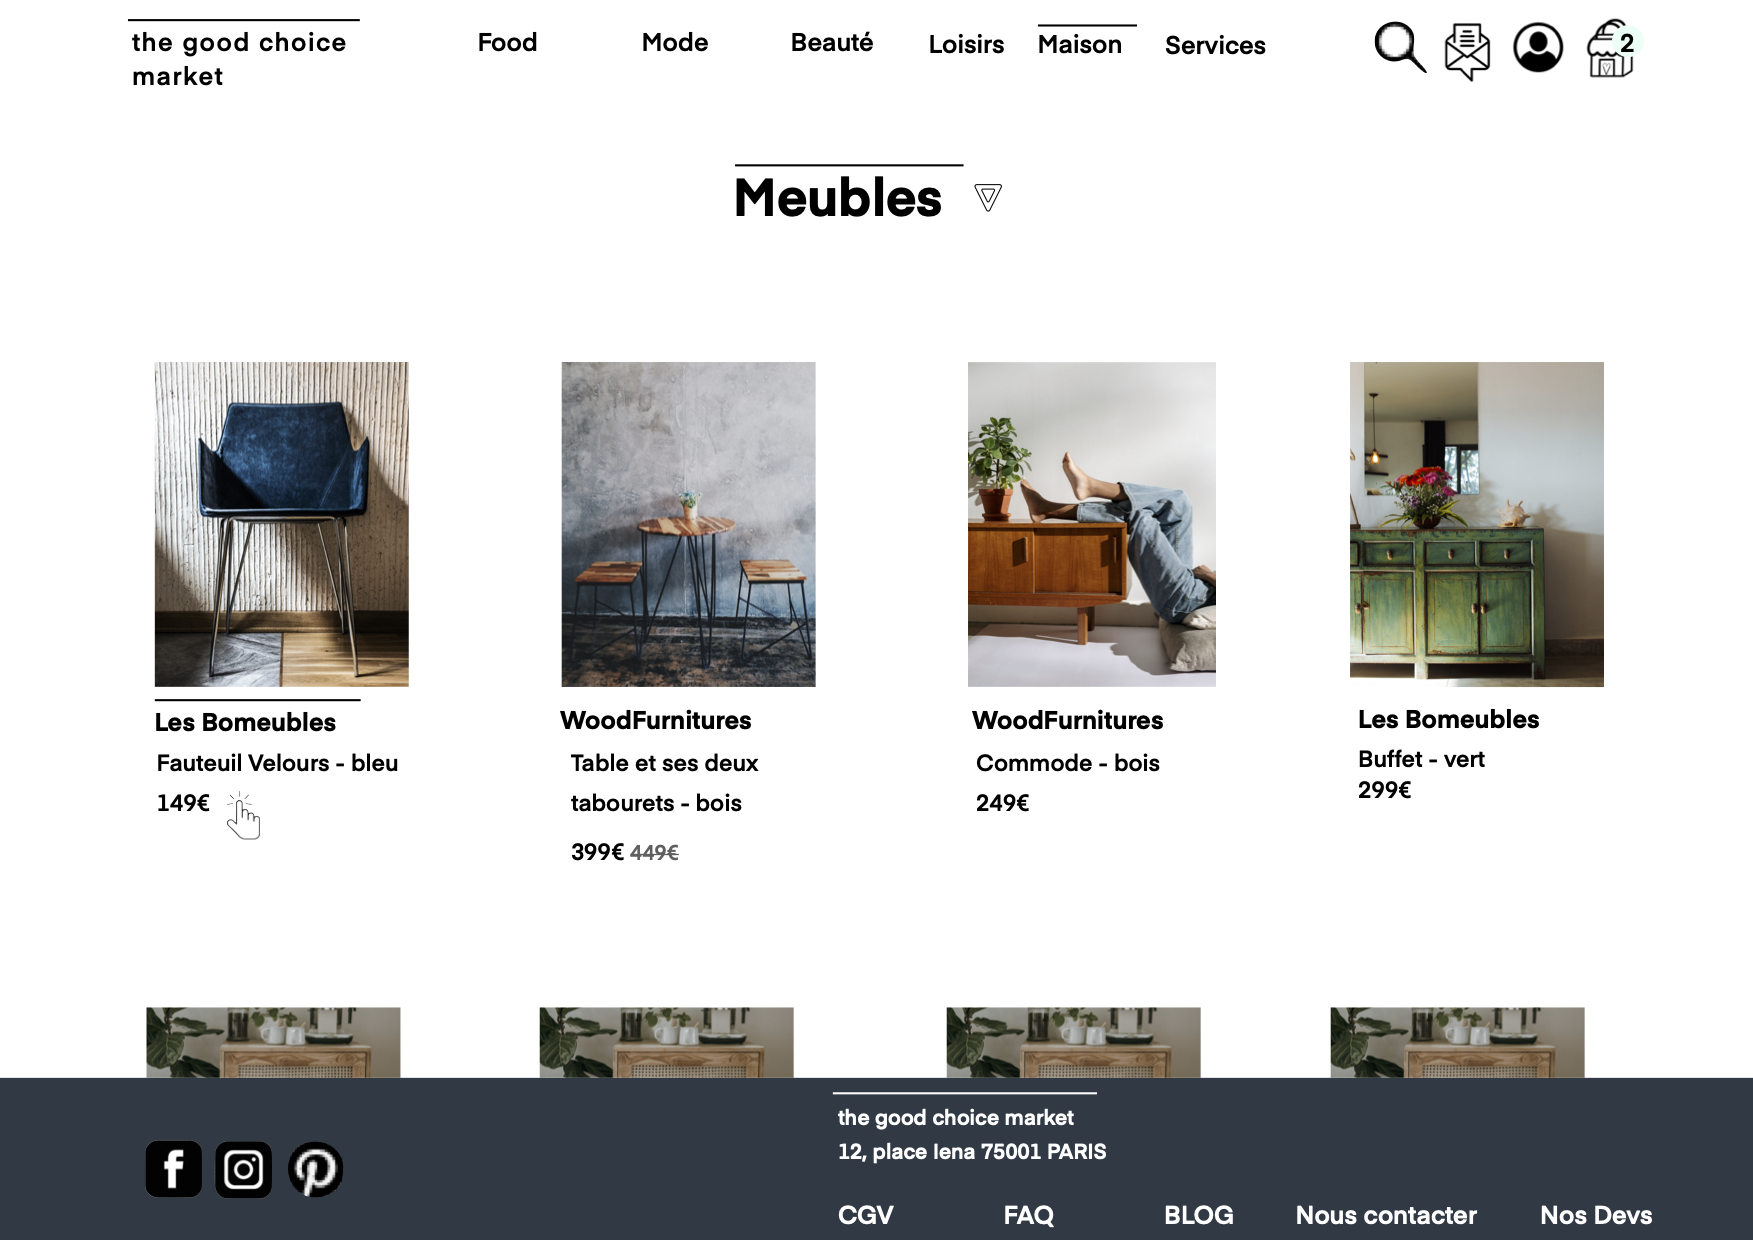 the good choice
market
Food
Mode
Beauté
Loisirs
Maison
Services
2
Meubles
Les Bomeubles
Fauteuil Velours - bleu
149€
WoodFurnitures
Table et ses deux
tabourets - bois
399€ 449€
WoodFurnitures
Commode - bois
249€
Les Bomeubles
Buffet - vert
299€
the good choice market
12, place Iena 75001 PARIS
CGV
FAQ
BLOG
Nous contacter
Nos Devs